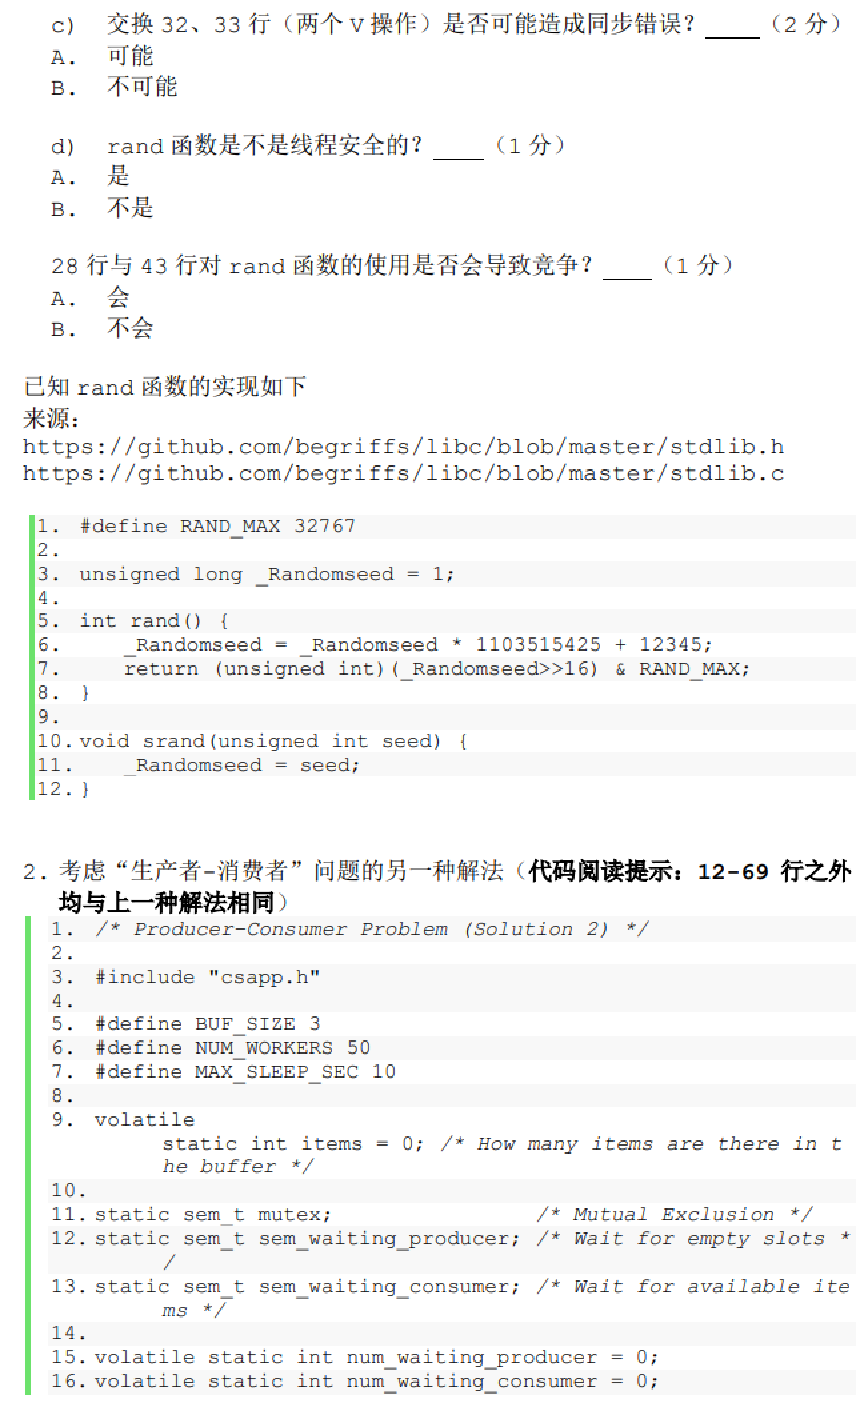 c) 交换 32、33 行（两个 V 操作）是否可能造成同步错误？____（2 分）
A. 可能
B. 不可能
d) rand 函数是不是线程安全的？____（1 分）
A. 是
B. 不是
28 行与 43 行对 rand 函数的使用是否会导致竞争？____（1 分）
A. 会
B. 不会
已知 rand 函数的实现如下
来源：
https://github.com/begriffs/libc/blob/master/stdlib.h
https://github.com/begriffs/libc/blob/master/stdlib.c
1. #define RAND_MAX 32767
2.
3. unsigned long _Randomseed = 1;
4.
5. int rand() {
6.     _Randomseed = _Randomseed * 1103515425 + 12345;
7.     return (unsigned int)(_Randomseed>>16) & RAND_MAX;
8. }
9.
10. void srand(unsigned int seed) {
11.     _Randomseed = seed;
12. }
2. 考虑“生产者-消费者”问题的另一种解法（代码阅读提示：12-69 行之外
均与上一种解法相同）
1. /* Producer-Consumer Problem (Solution 2) */
2.
3. #include "csapp.h"
4.
5. #define BUF_SIZE 3
6. #define NUM_WORKERS 50
7. #define MAX_SLEEP_SEC 10
8.
9. volatile
static int items = 0; /* How many items are there in t
he buffer */
10.
11. static sem_t mutex; /* Mutual Exclusion */
12. static sem_t sem_waiting_producer; /* Wait for empty slots *
/
13. static sem_t sem_waiting_consumer; /* Wait for available ite
ms */
14.
15. volatile static int num_waiting_producer = 0;
16. volatile static int num_waiting_consumer = 0;